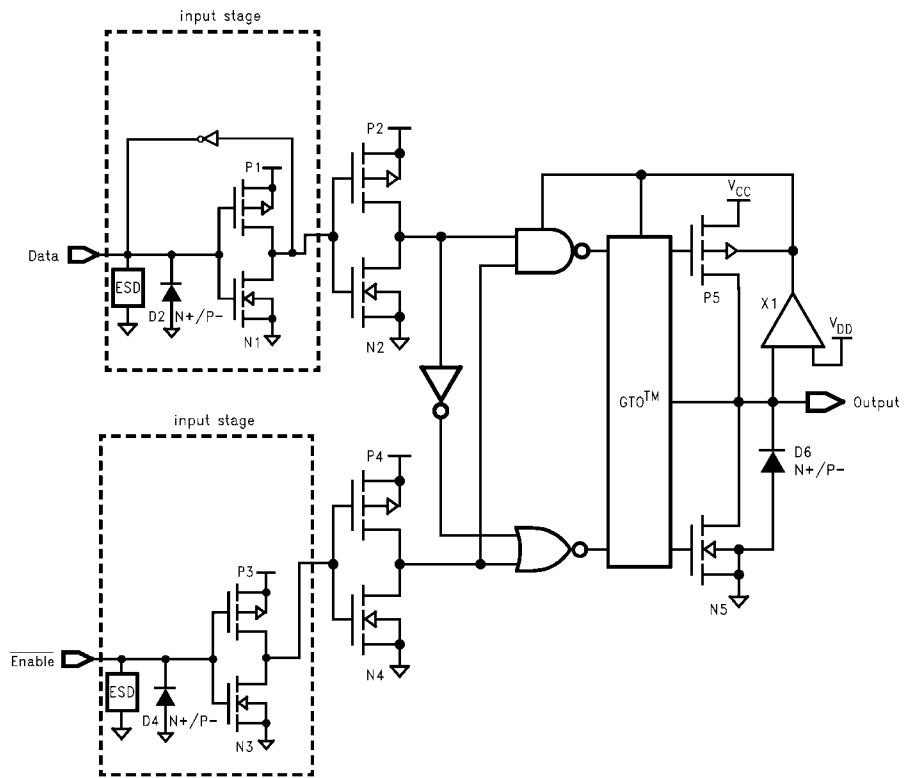 input stage
P1
P2
Data
ESD
D2
N+/P-
N1
N2
VCC
P5
X1
VDD
GTO™
Output
D6
N+/P-
N5
input stage
P3
P4
Enable
ESD
D4
N+/P-
N3
N4